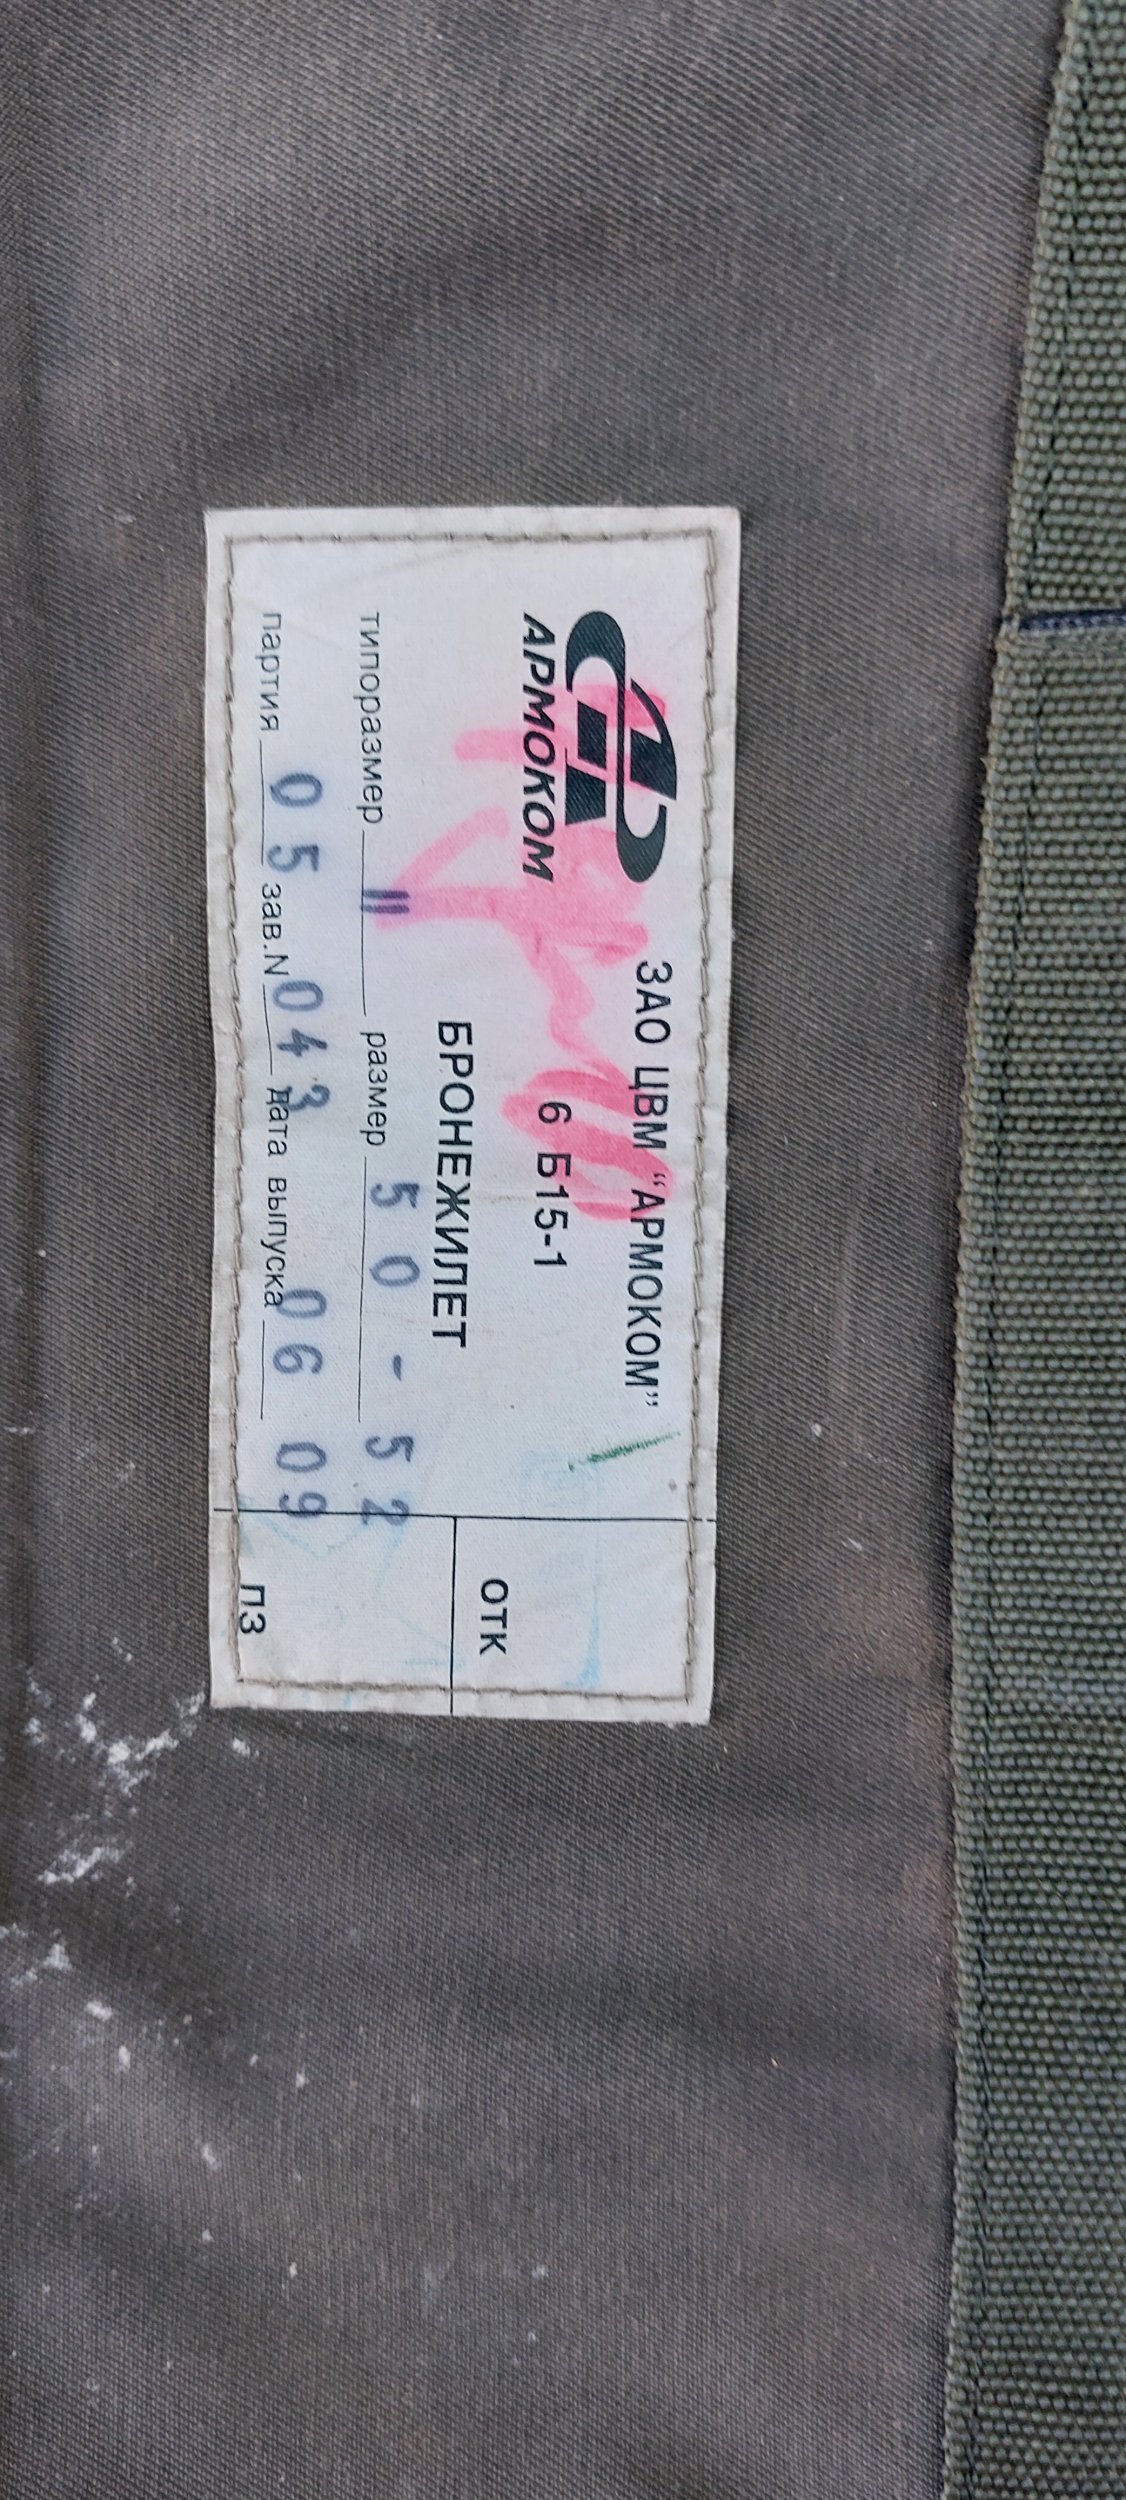 ЗАО ЦВМ “АРМОКОМ”
АРМОКОМ
6 Б15-1
БРОНЕЖИЛЕТ
типоразмер II размер 50-52
партия 05 зав.N 043 дата выпуска 06 09
ОТК
ПЗ